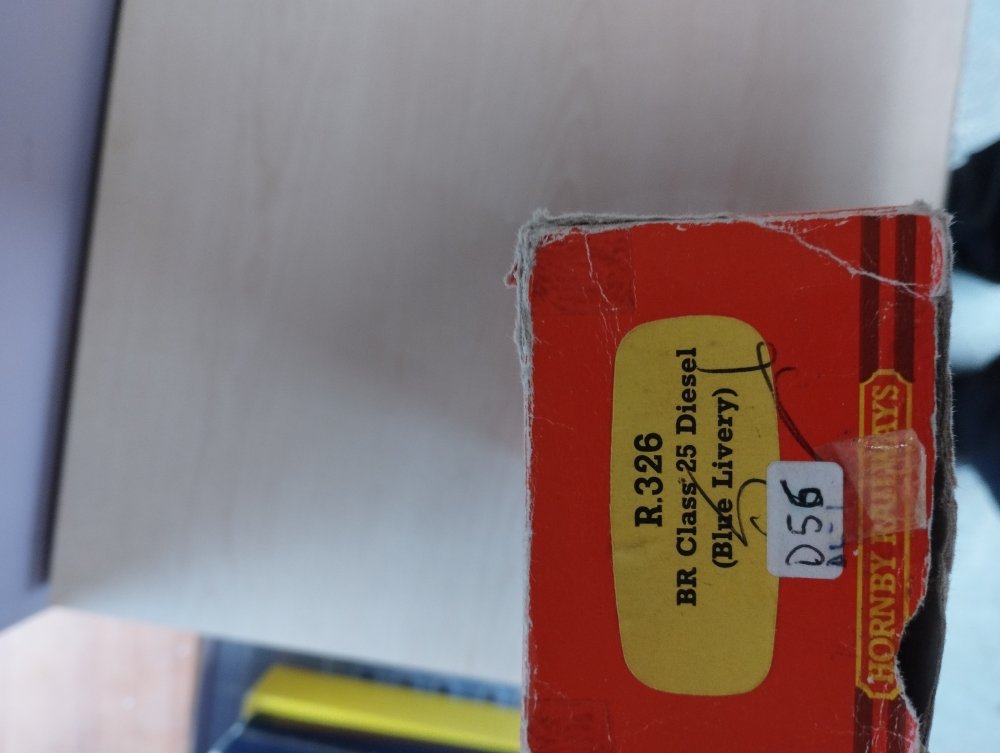 R.326
BR Class 25 Diesel
(Blue Livery)
D56
HORNBY RAILWAYS